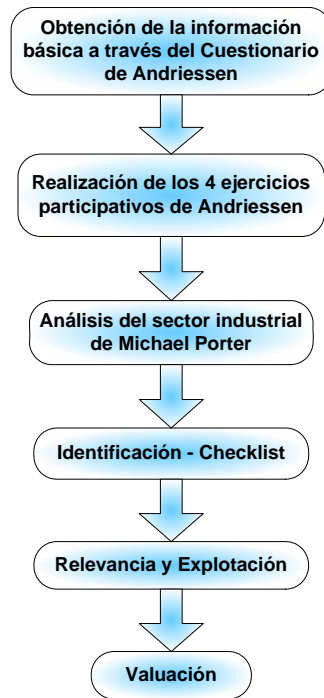 Obtención de la información
básica a través del Cuestionario
de Andriessen
Realización de los 4 ejercicios
participativos de Andriessen
Análisis del sector industrial
de Michael Porter
Identificación - Checklist
Relevancia y Explotación
Valuación